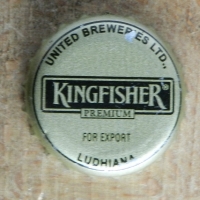 UNITED BREWERIES LTD.,
KINGFISHER®
PREMIUM
FOR EXPORT
LUDHIANA